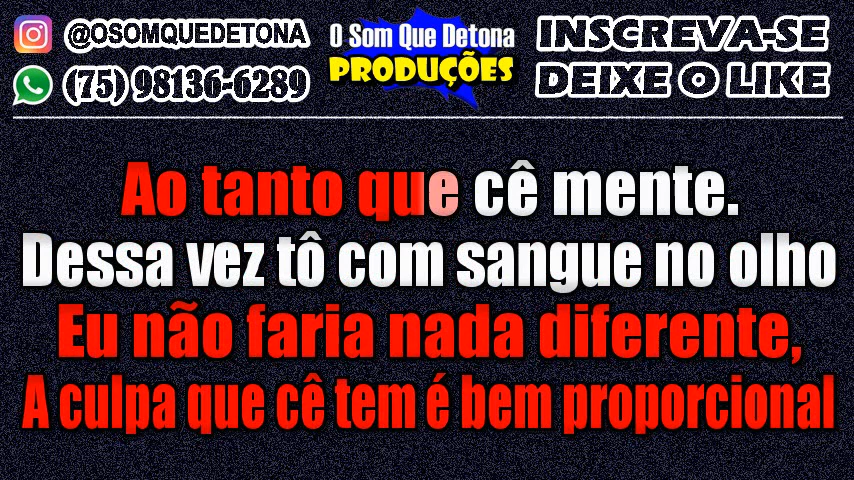 @OSOMQUEDETONA
(75) 98136-6289
O Som Que Detona
PRODUÇÕES
INSCREVA-SE
DEIXE O LIKE
Ao tanto que cê mente.
Dessa vez tô com sangue no olho
Eu não faria nada diferente,
A culpa que cê tem é bem proporcional